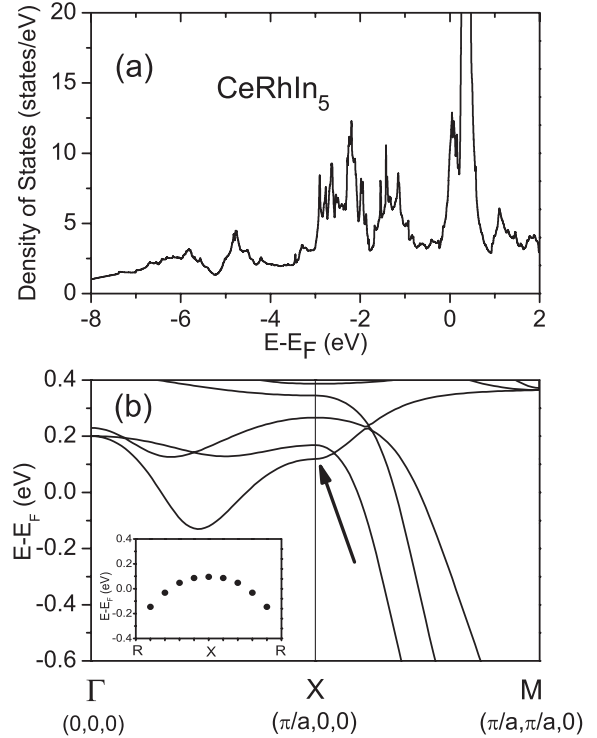 20
15
10
5
0
Density of States (states/eV)
(a)
CeRhIn5
-8 -6 -4 -2 0 2
E-EF (eV)
0.4
0.2
0.0
-0.2
-0.4
-0.6
E-EF (eV)
(b)
0.4
0.2
0.0
-0.2
-0.4
E-EF (eV)
R X R
Γ X M
(0,0,0) (π/a,0,0) (π/a,π/a,0)